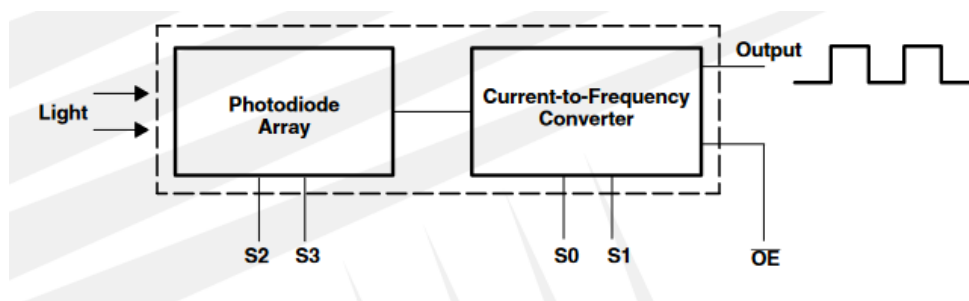 Light
Photodiode
Array
Current-to-Frequency
Converter
Output
S2
S3
S0
S1
OE